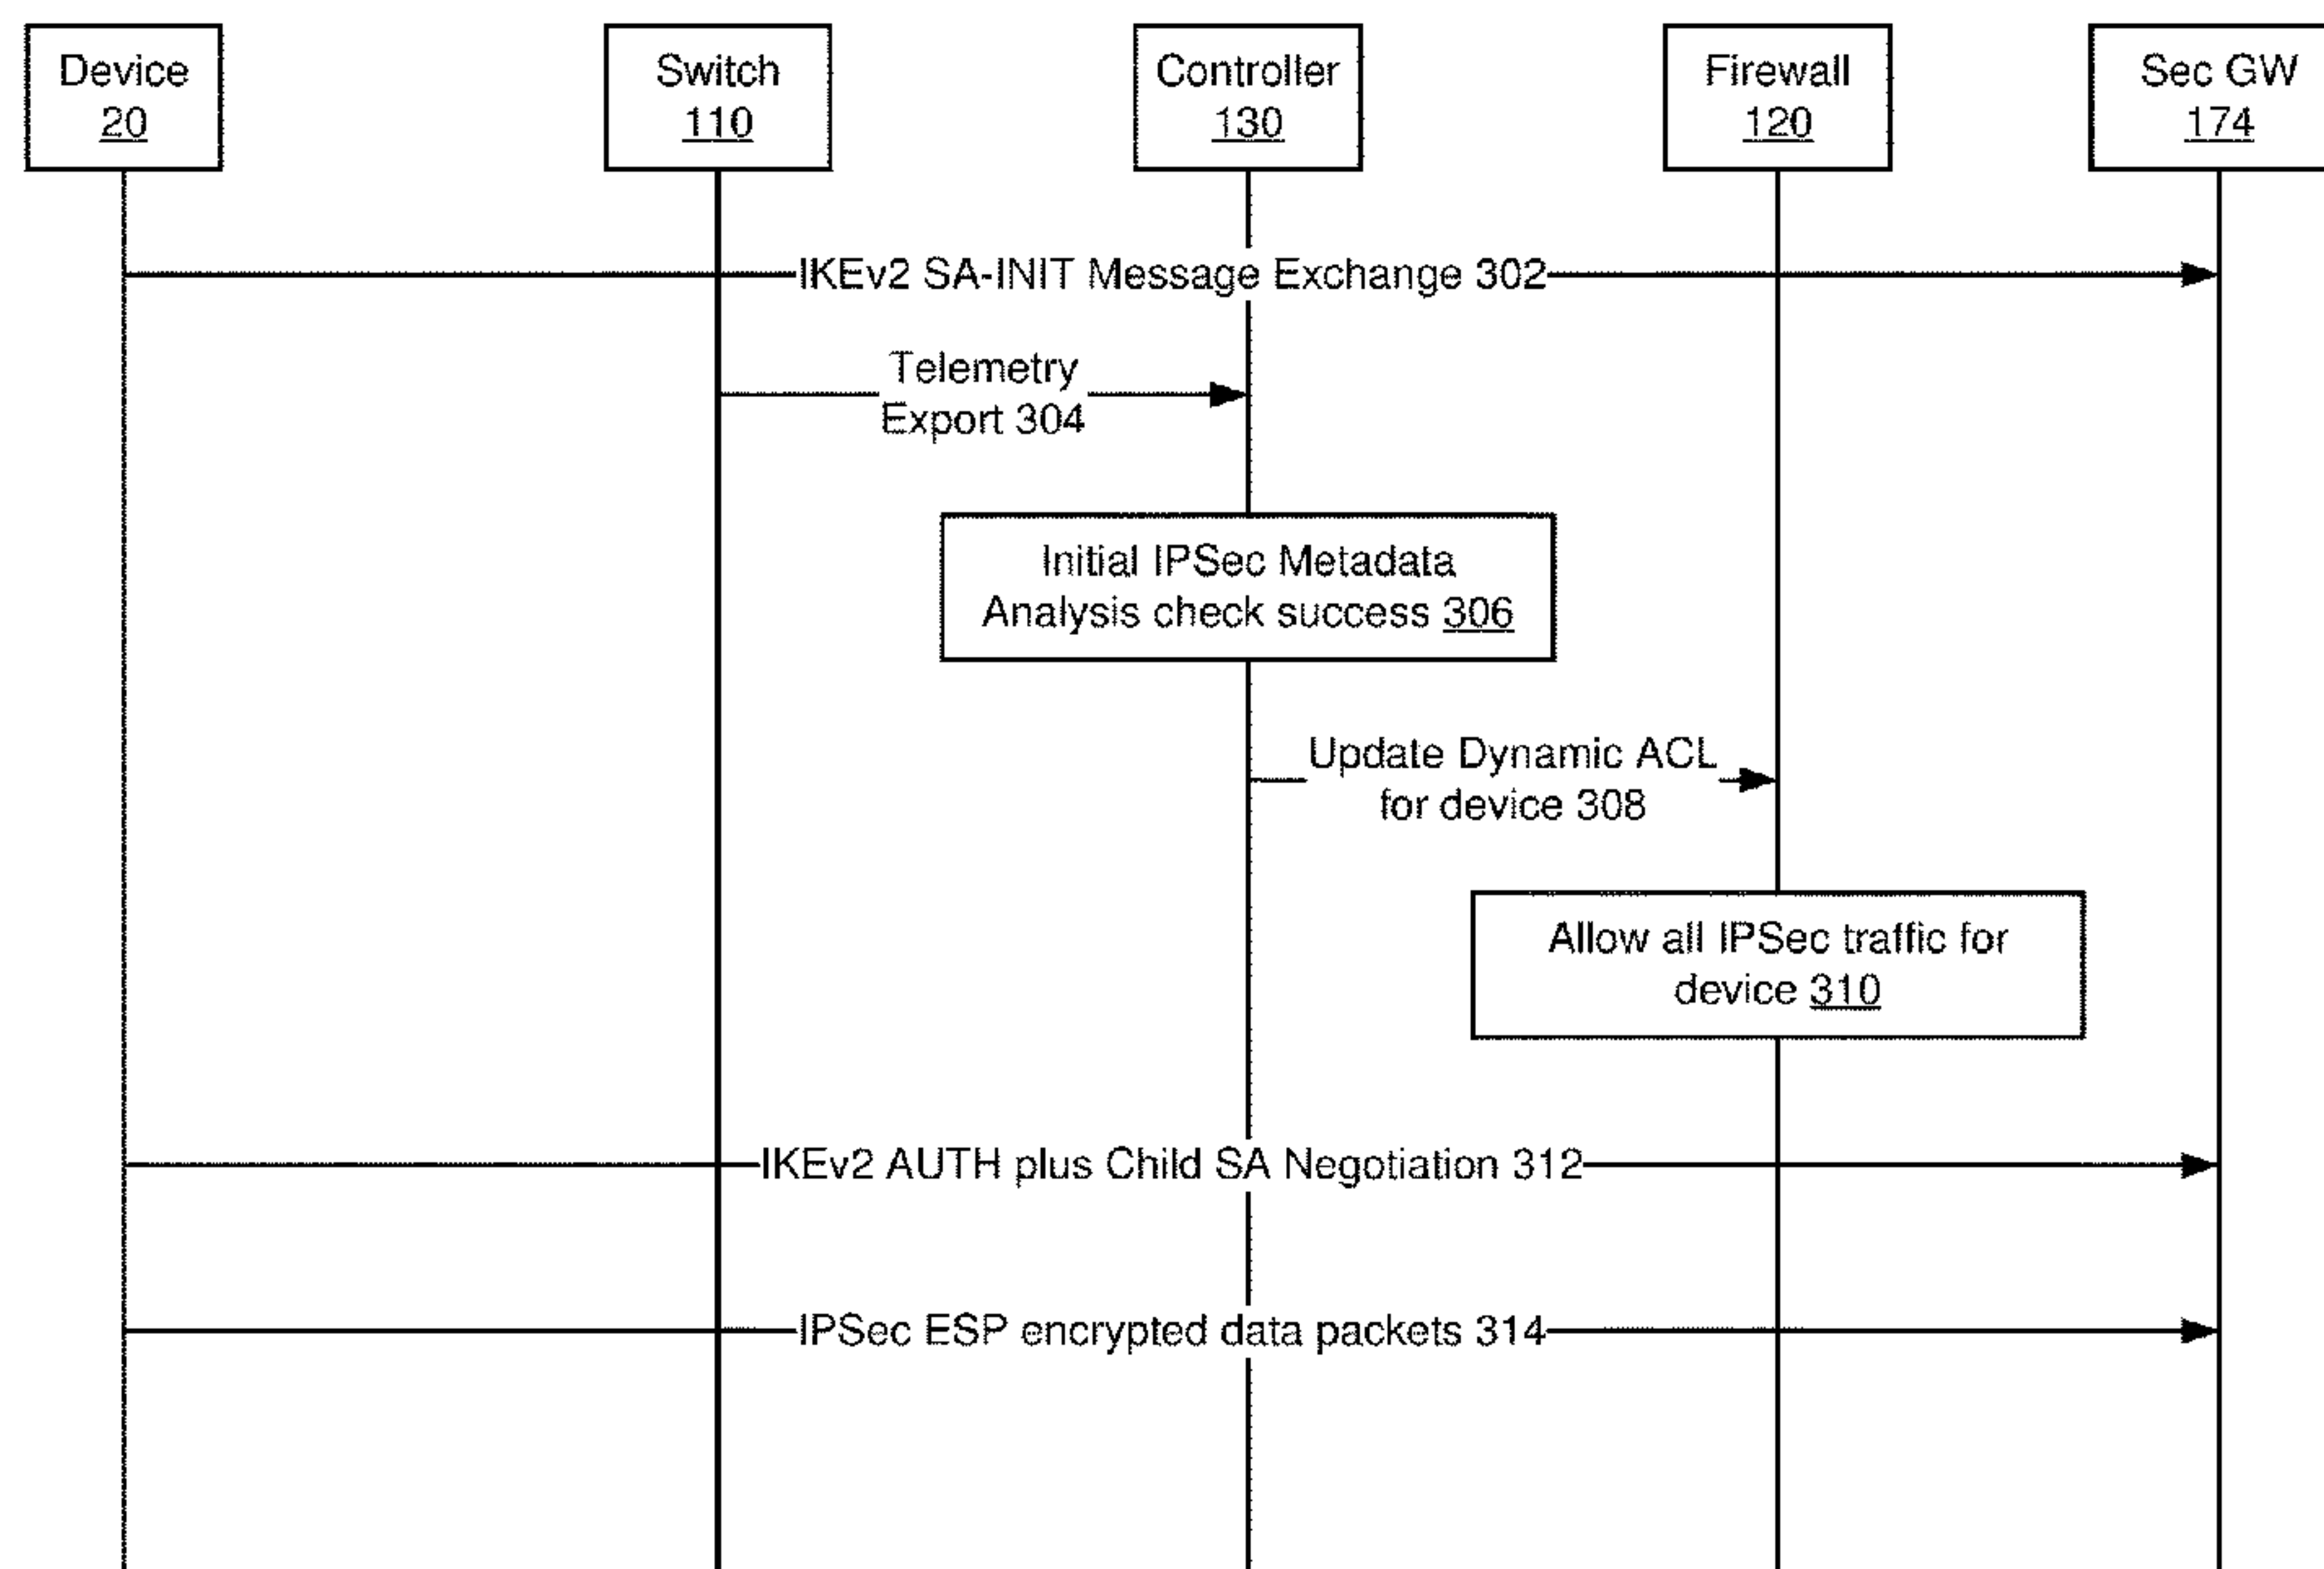 Device
20
Switch
110
Controller
130
Firewall
120
Sec GW
174
IKEv2 SA-INIT Message Exchange 302
Telemetry
Export 304
Initial IPSec Metadata
Analysis check success 306
Update Dynamic ACL
for device 308
Allow all IPSec traffic for
device 310
IKEv2 AUTH plus Child SA Negotiation 312
IPSec ESP encrypted data packets 314